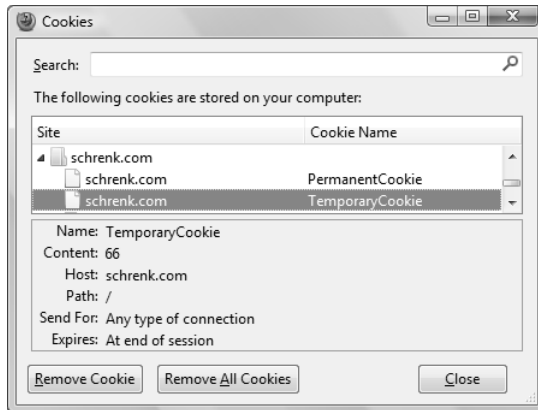 Cookies
Search:
The following cookies are stored on your computer:
Site Cookie Name
schrenk.com
schrenk.com PermanentCookie
schrenk.com TemporaryCookie
Name: TemporaryCookie
Content: 66
Host: schrenk.com
Path: /
Send For: Any type of connection
Expires: At end of session
Remove Cookie Remove All Cookies Close